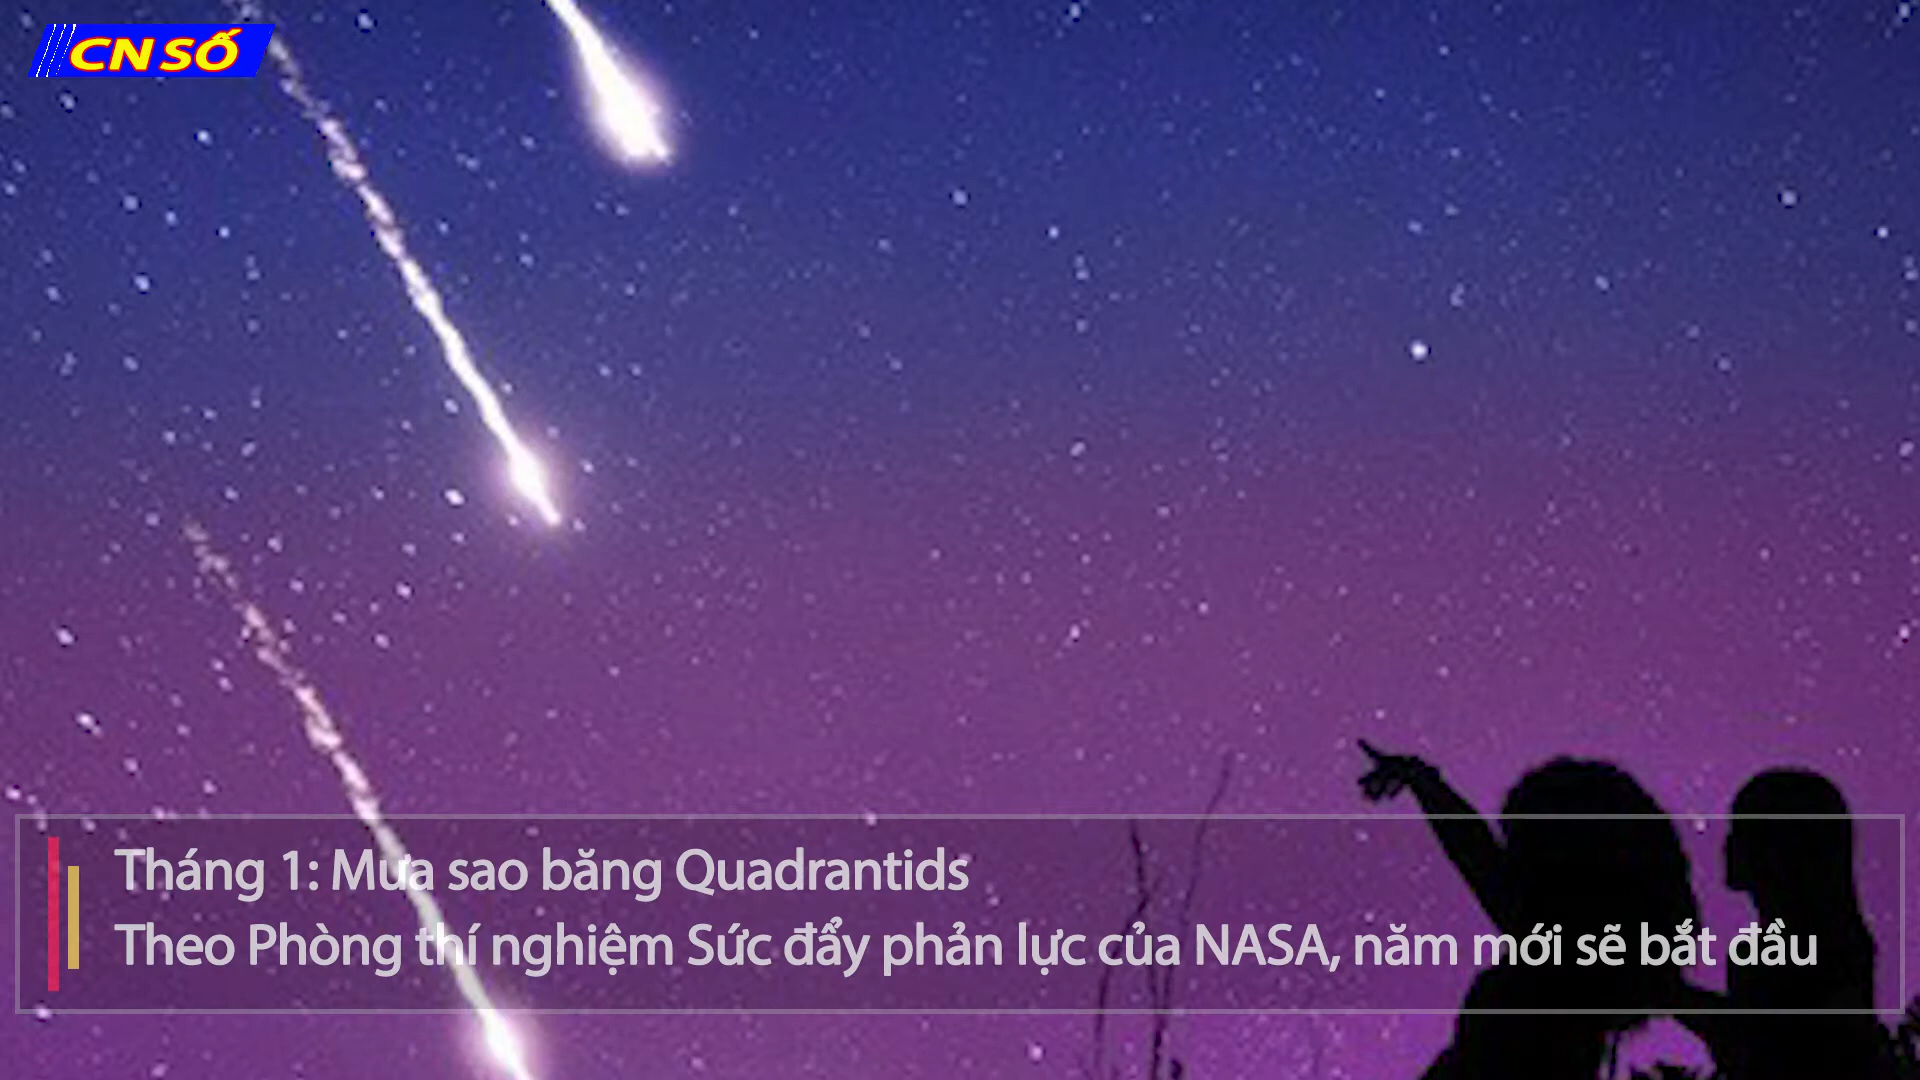 CN SỐ
Tháng 1: Mưa sao băng Quadrantids
Theo Phòng thí nghiệm Sức đẩy phản lực của NASA, năm mới sẽ bắt đầu